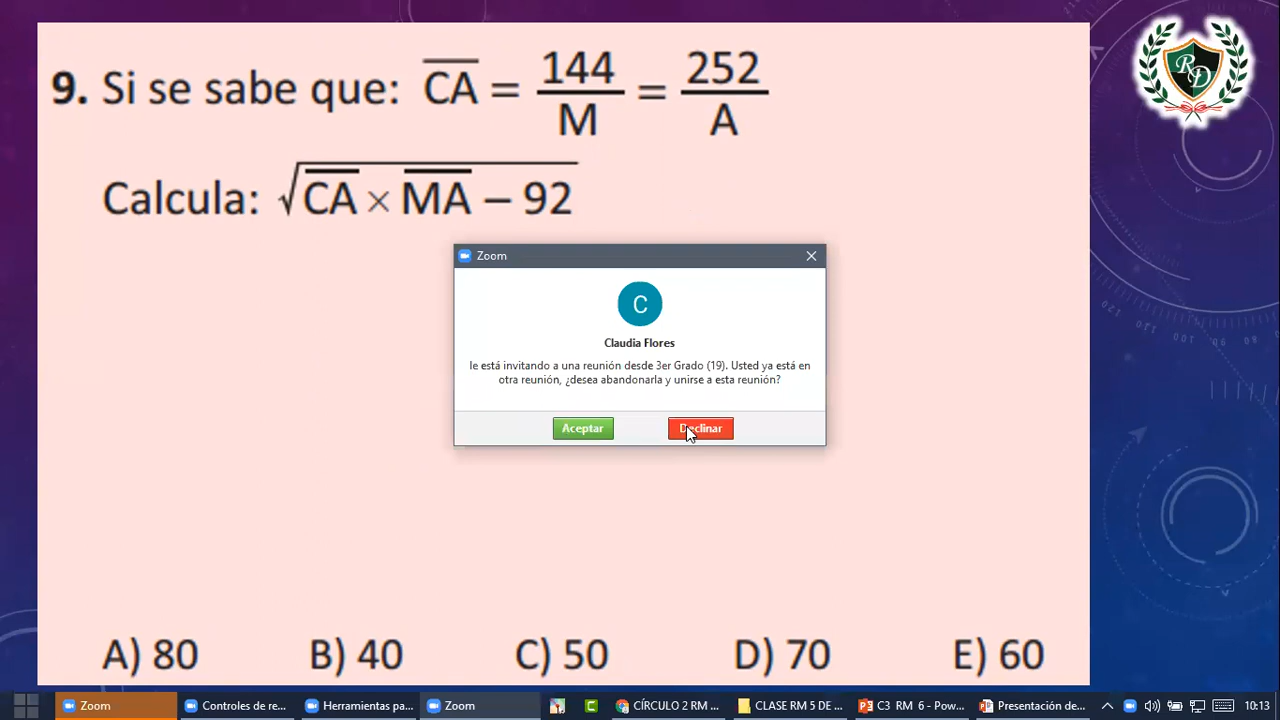 9. Si se sabe que: CA = 144/M = 252/A
Calcula: √CA × MA − 92
Zoom
C
Claudia Flores
le está invitando a una reunión desde 3er Grado (19). Usted ya está en
otra reunión, ¿desea abandonarla y unirse a esta reunión?
Aceptar Declinar
A) 80 B) 40 C) 50 D) 70 E) 60
Zoom Controles de re... Herramientas pa... Zoom C CÍRCULO 2 RM ... CLASE RM 5 DE ... C3 RM 6 - Pow... Presentación de... 10:13
RD